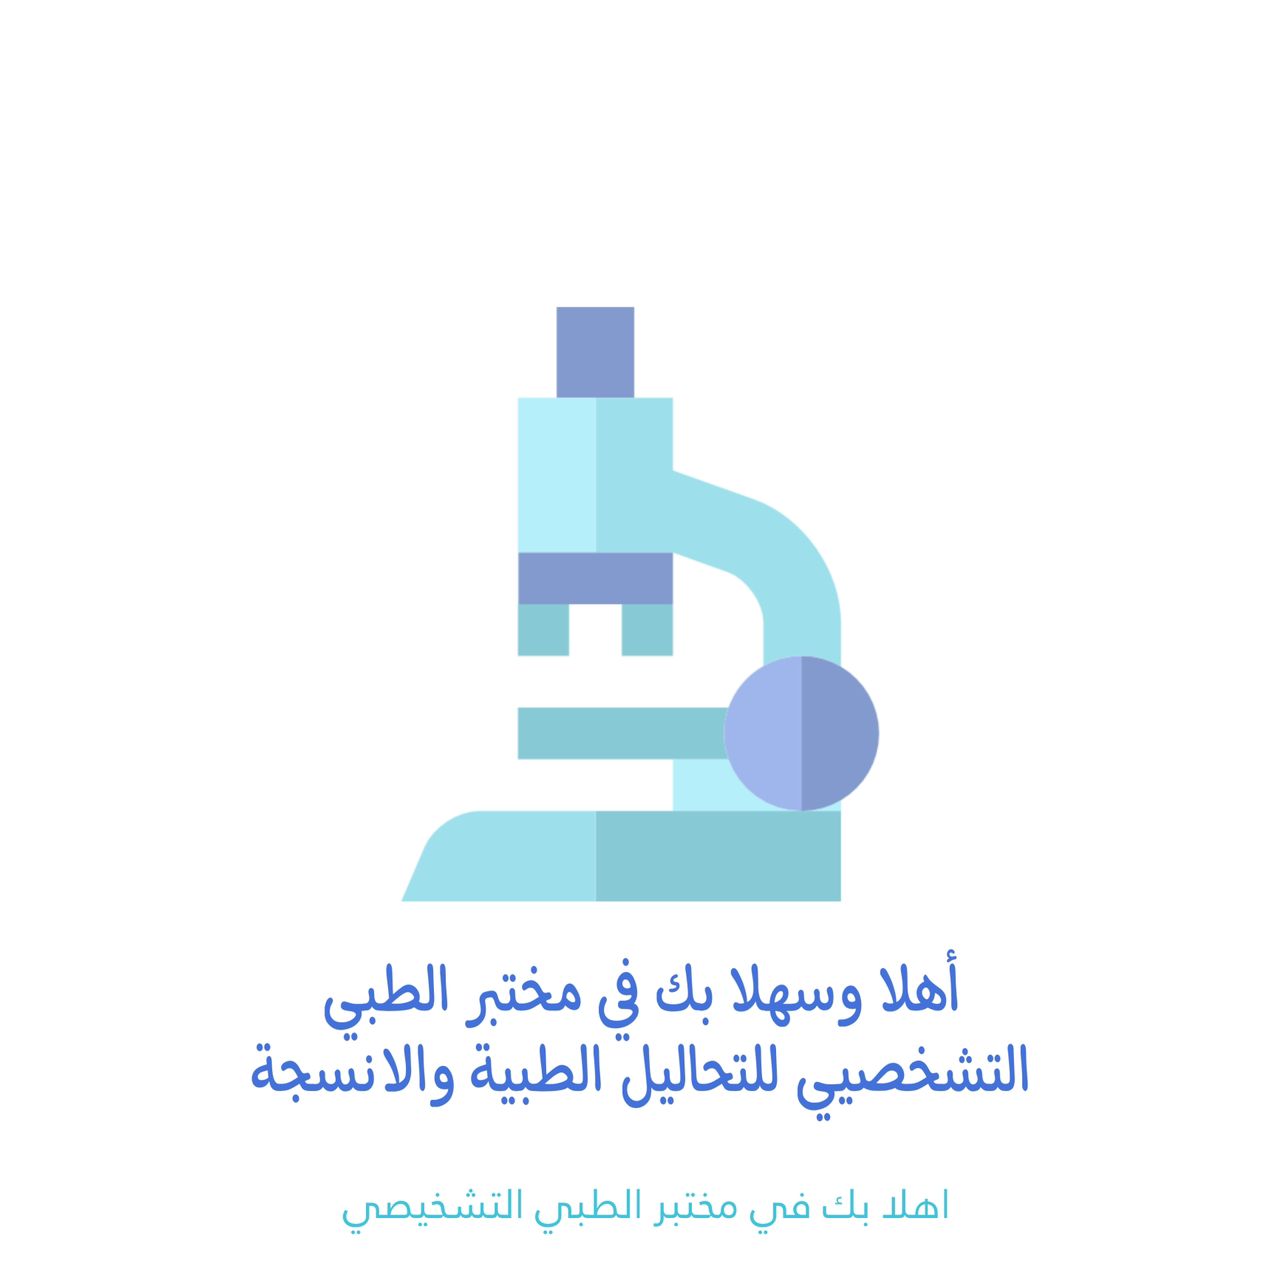 أهلا وسهلا بك في مختبر الطبي
التشخصيي للتحاليل الطبية والانسجة
اهلا بك في مختبر الطبي التشخيصي